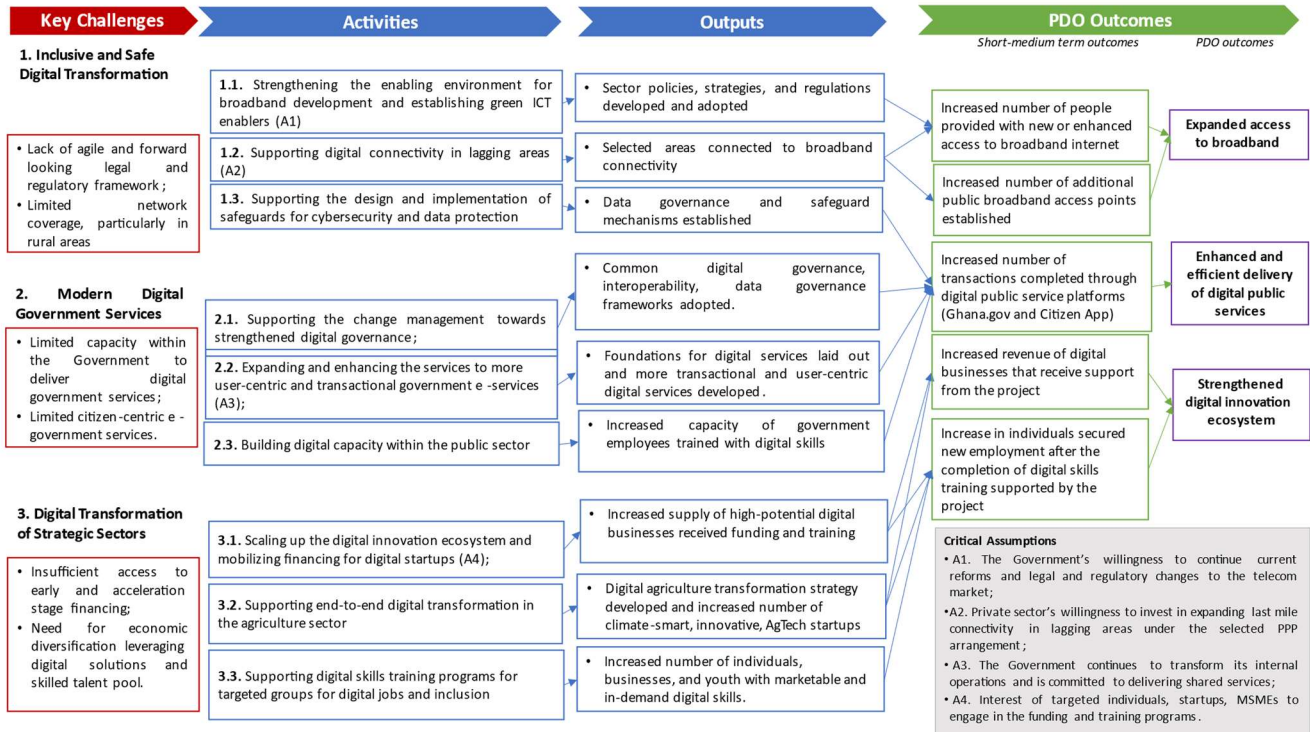 Key Challenges
Activities
Outputs
PDO Outcomes
Short-medium term outcomes
PDO outcomes
1. Inclusive and Safe
Digital Transformation
• Lack of agile and forward
looking legal and
regulatory framework;
• Limited network
coverage, particularly in
rural areas
2. Modern Digital
Government Services
• Limited capacity within
the Government to
deliver digital
government services;
• Limited citizen-centric e-
government services.
3. Digital Transformation
of Strategic Sectors
• Insufficient access to
early and acceleration
stage financing;
• Need for economic
diversification leveraging
digital solutions and
skilled talent pool.
1.1. Strengthening the enabling environment for
broadband development and establishing green ICT
enablers (A1)
1.2. Supporting digital connectivity in lagging areas
(A2)
1.3. Supporting the design and implementation of
safeguards for cybersecurity and data protection
2.1. Supporting the change management towards
strengthened digital governance;
2.2. Expanding and enhancing the services to more
user-centric and transactional government e -services
(A3);
2.3. Building digital capacity within the public sector
3.1. Scaling up the digital innovation ecosystem and
mobilizing financing for digital startups (A4);
3.2. Supporting end-to-end digital transformation in
the agriculture sector
3.3. Supporting digital skills training programs for
targeted groups for digital jobs and inclusion
• Sector policies, strategies, and regulations
developed and adopted
• Selected areas connected to broadband
connectivity
• Data governance and safeguard
mechanisms established
• Common digital governance,
interoperability, data governance
frameworks adopted.
• Foundations for digital services laid out
and more transactional and user-centric
digital services developed.
• Increased capacity of government
employees trained with digital skills
• Increased supply of high-potential digital
businesses received funding and training
• Digital agriculture transformation strategy
developed and increased number of
climate-smart, innovative, AgTech startups
• Increased number of individuals,
businesses, and youth with marketable and
in-demand digital skills.
Increased number of people
provided with new or enhanced
access to broadband internet
Increased number of additional
public broadband access points
established
Increased number of
transactions completed through
digital public service platforms
(Ghana.gov and Citizen App)
Increased revenue of digital
businesses that receive support
from the project
Increase in individuals secured
new employment after the
completion of digital skills
training supported by the
project
Expanded access
to broadband
Enhanced and
efficient delivery
of digital public
services
Strengthened
digital innovation
ecosystem
Critical Assumptions
• A1. The Government's willingness to continue current
reforms and legal and regulatory changes to the telecom
market;
• A2. Private sector's willingness to invest in expanding last mile
connectivity in lagging areas under the selected PPP
arrangement;
• A3. The Government continues to transform its internal
operations and is committed to delivering shared services;
• A4. Interest of targeted individuals, startups, MSMEs to
engage in the funding and training programs.